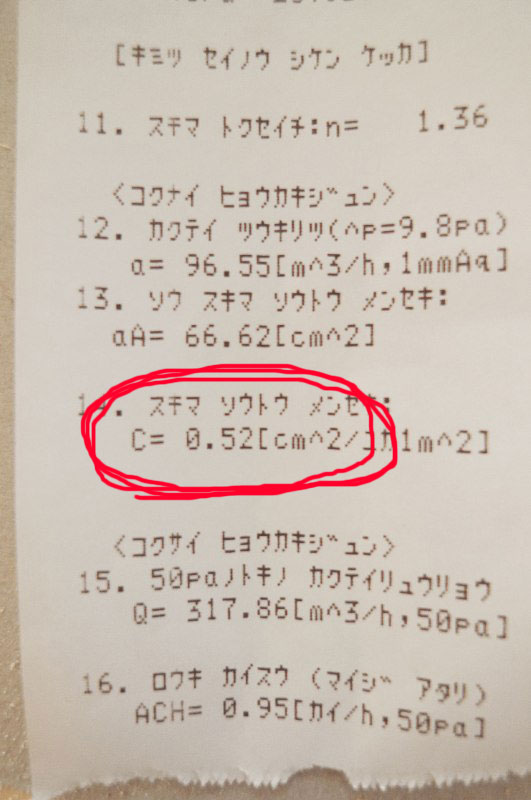 [キミツ セイノウ シケン ケッカ]
11. スキマ トクセイチ:n= 1.36
<コクナイ ヒョウカキジュン>
12. カクテイ ツウキリツ(^p=9.8pa)
a= 96.55[m^3/h,1mmAq]
13. ソウ スキマ ソウトウ メンセキ:
aA= 66.62[cm^2]
14. スキマ ソウトウ メンセキ:
C= 0.52[cm^2/ユカ1m^2]
<コクサイ ヒョウカキジュン>
15. 50paノトキノ カクテイリュウリョウ
Q= 317.86[m^3/h,50pa]
16. ロウキ カイスウ (マイジ アタリ)
ACH= 0.95[カイ/h,50pa]